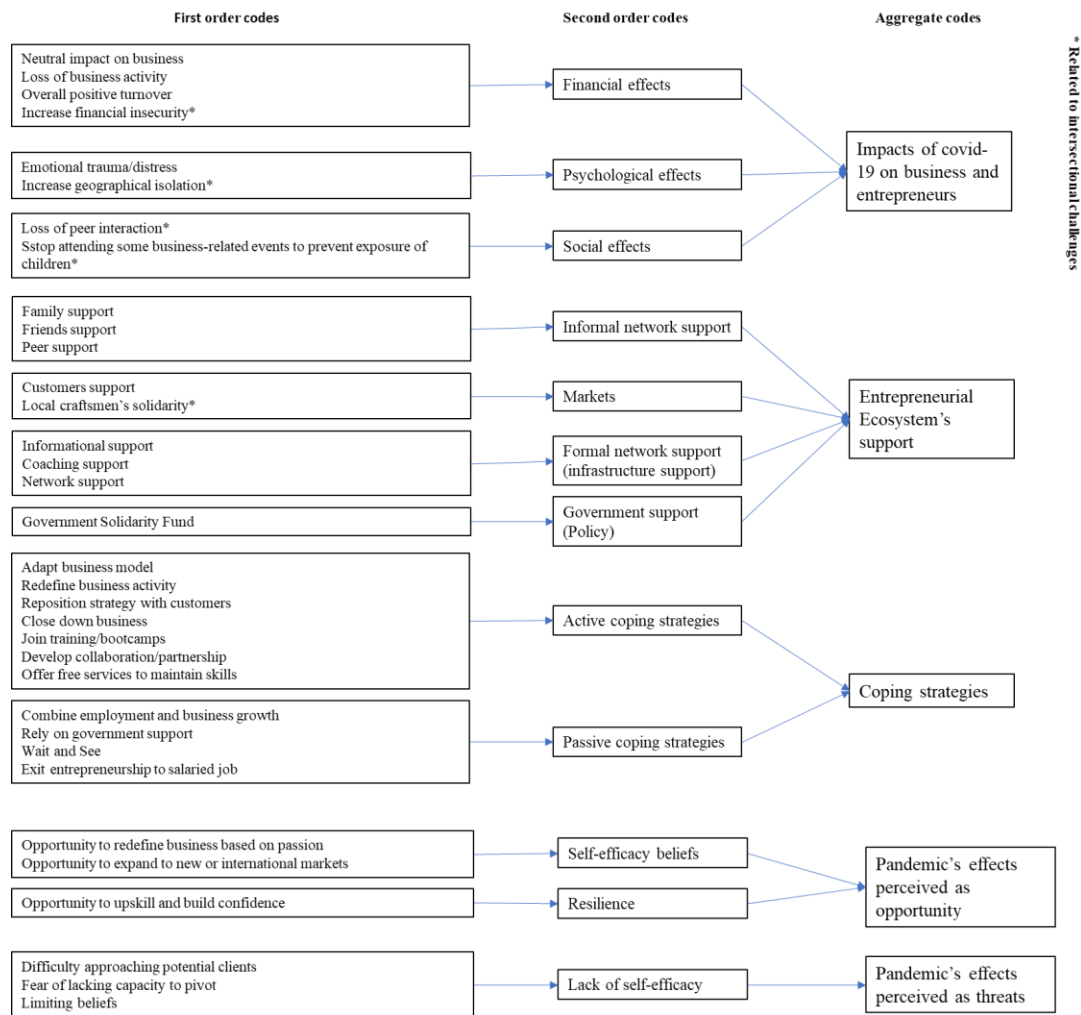 First order codes
Second order codes
Aggregate codes
* Related to intersectional challenges
Neutral impact on business
Loss of business activity
Overall positive turnover
Increase financial insecurity*
Financial effects
Emotional trauma/distress
Increase geographical isolation*
Psychological effects
Loss of peer interaction*
Sstop attending some business-related events to prevent exposure of
children*
Social effects
Impacts of covid-
19 on business and
entrepreneurs
Family support
Friends support
Peer support
Informal network support
Customers support
Local craftsmen's solidarity*
Markets
Informational support
Coaching support
Network support
Formal network support
(infrastructure support)
Government Solidarity Fund
Government support
(Policy)
Entrepreneurial
Ecosystem's
support
Adapt business model
Redefine business activity
Reposition strategy with customers
Close down business
Join training/bootcamps
Develop collaboration/partnership
Offer free services to maintain skills
Active coping strategies
Combine employment and business growth
Rely on government support
Wait and See
Exit entrepreneurship to salaried job
Passive coping strategies
Coping strategies
Opportunity to redefine business based on passion
Opportunity to expand to new or international markets
Self-efficacy beliefs
Opportunity to upskill and build confidence
Resilience
Pandemic's effects
perceived as
opportunity
Difficulty approaching potential clients
Fear of lacking capacity to pivot
Limiting beliefs
Lack of self-efficacy
Pandemic's effects
perceived as threats